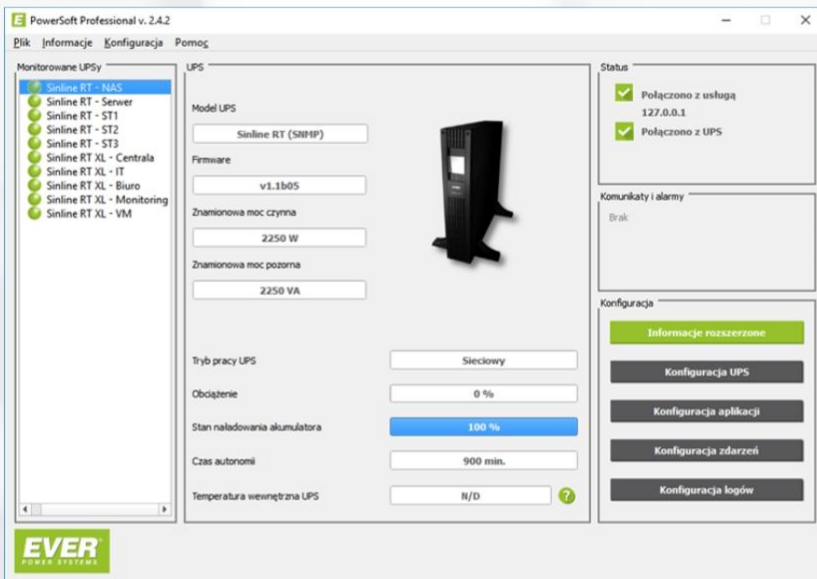 PowerSoft Professional v. 2.4.2
Plik Informacje Konfiguracja Pomoc
Monitorowane UPSy
Sinline RT - NAS
Sinline RT - Serwer
Sinline RT - ST1
Sinline RT - ST2
Sinline RT - ST3
Sinline RT XL - Centrala
Sinline RT XL - IT
Sinline RT XL - Biuro
Sinline RT XL - Monitoring
Sinline RT XL - VM
UPS
Model UPS
Sinline RT (SNMP)
Firmware
v1.1b05
Znamionowa moc czynna
2250 W
Znamionowa moc pozorna
2250 VA
Tryb pracy UPS
Sieciowy
Obciążenie
0 %
Stan naładowania akumulatora
100 %
Czas autonomii
900 min.
Temperatura wewnętrzna UPS
N/D
?
Status
Połączono z usługą
127.0.0.1
Połączono z UPS
Komunikaty i alarmy
Brak
Konfiguracja
Informacje rozszerzone
Konfiguracja UPS
Konfiguracja aplikacji
Konfiguracja zdarzeń
Konfiguracja logów
EVER
POWER SYSTEMS